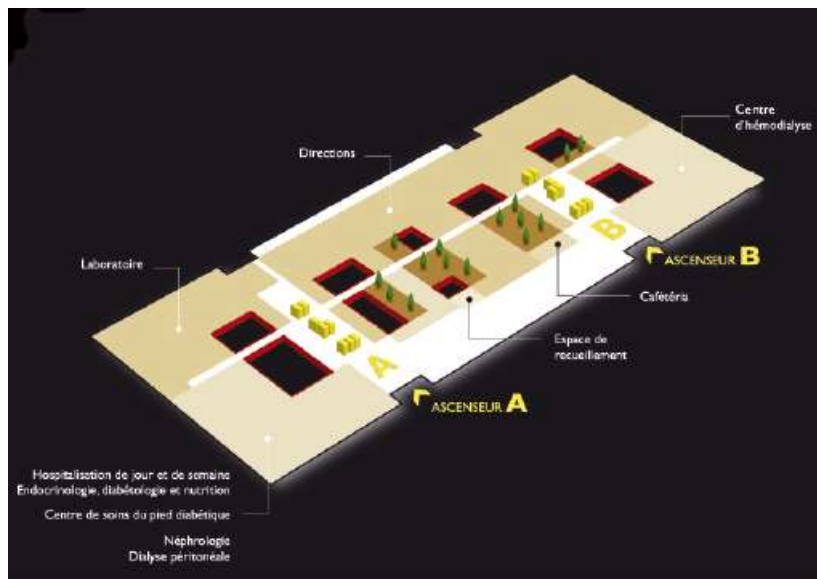 Centre
d'hémodialyse
Directions
Laboratoire
B
ASCENSEUR B
Cafétéria
Espace de
recueillement
A
ASCENSEUR A
Hospitalisation de jour et de semaine
Endocrinologie, diabétologie et nutrition
Centre de soins du pied diabétique
Néphrologie
Dialyse péritonéale